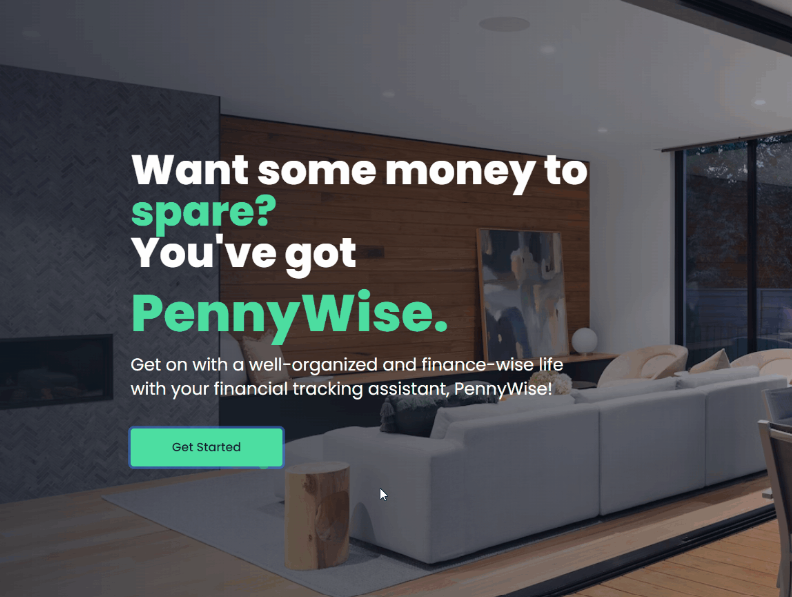 Want some money to
spare?
You've got
PennyWise.
Get on with a well-organized and finance-wise life
with your financial tracking assistant, PennyWise!
Get Started